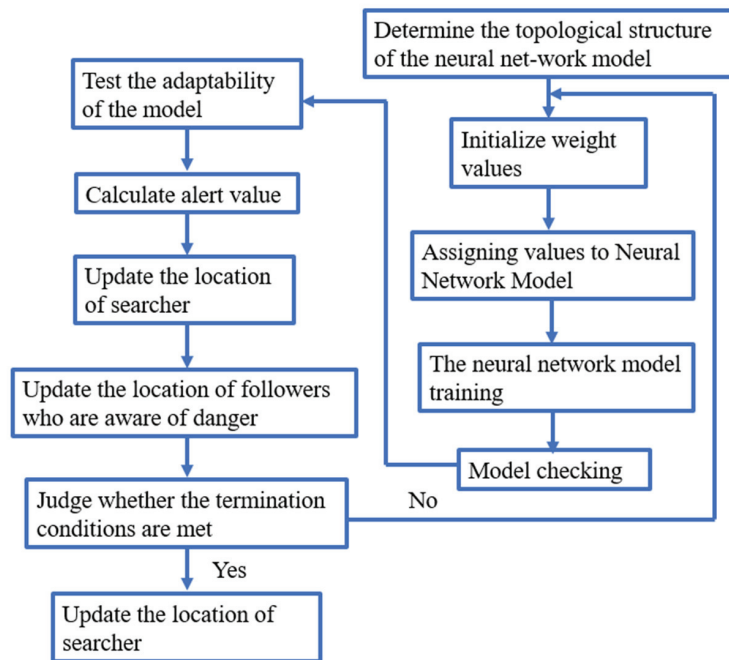 Determine the topological structure
of the neural net-work model
Initialize weight
values
Assigning values to Neural
Network Model
The neural network model
training
Model checking
Test the adaptability
of the model
Calculate alert value
Update the location
of searcher
Update the location of followers
who are aware of danger
Judge whether the termination
conditions are met
No
Yes
Update the location of
searcher